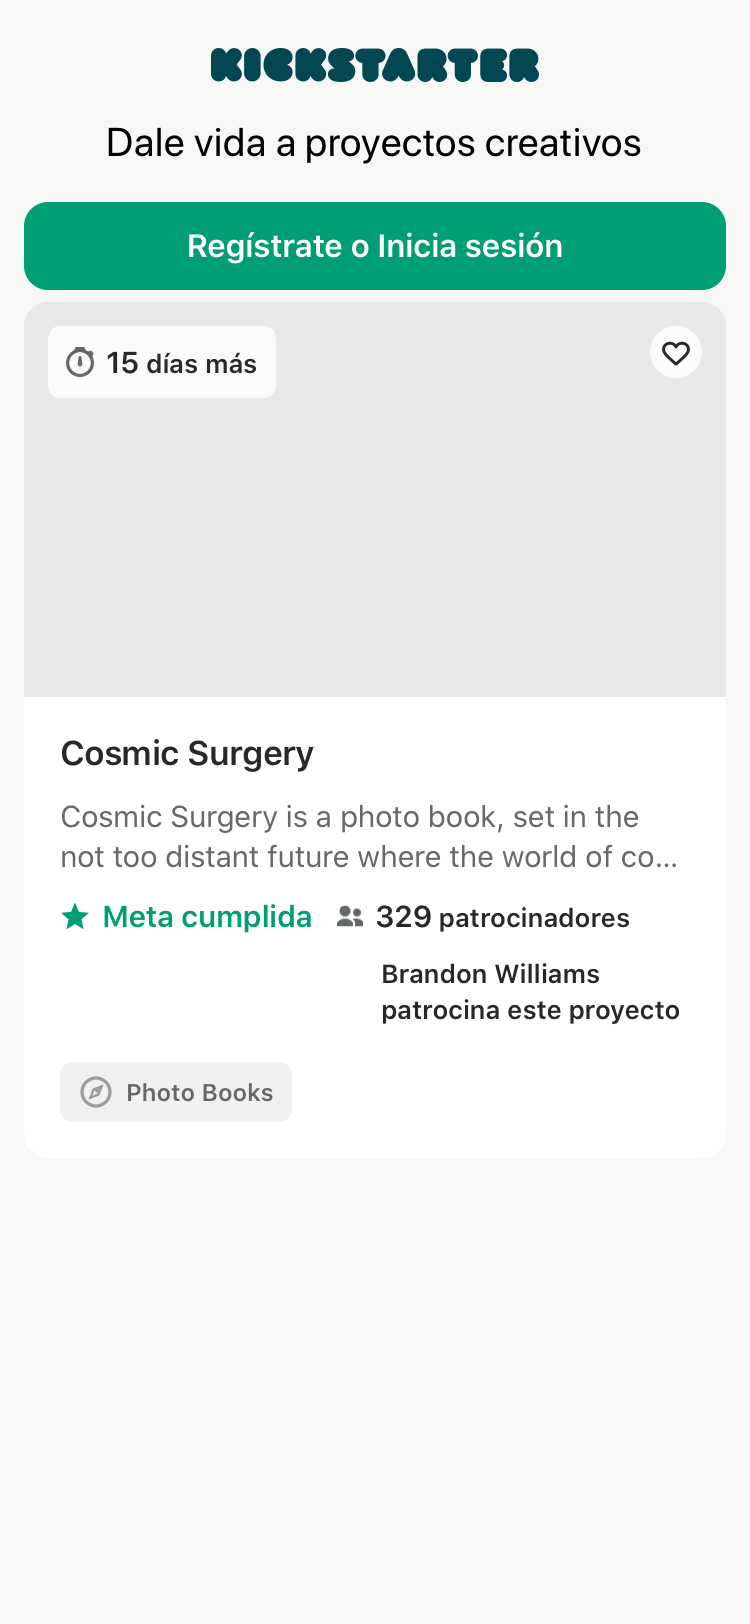 KICKSTARTER
Dale vida a proyectos creativos
Regístrate o Inicia sesión
15 días más
Cosmic Surgery
Cosmic Surgery is a photo book, set in the
not too distant future where the world of co...
Meta cumplida
329 patrocinadores
Brandon Williams
patrocina este proyecto
Photo Books